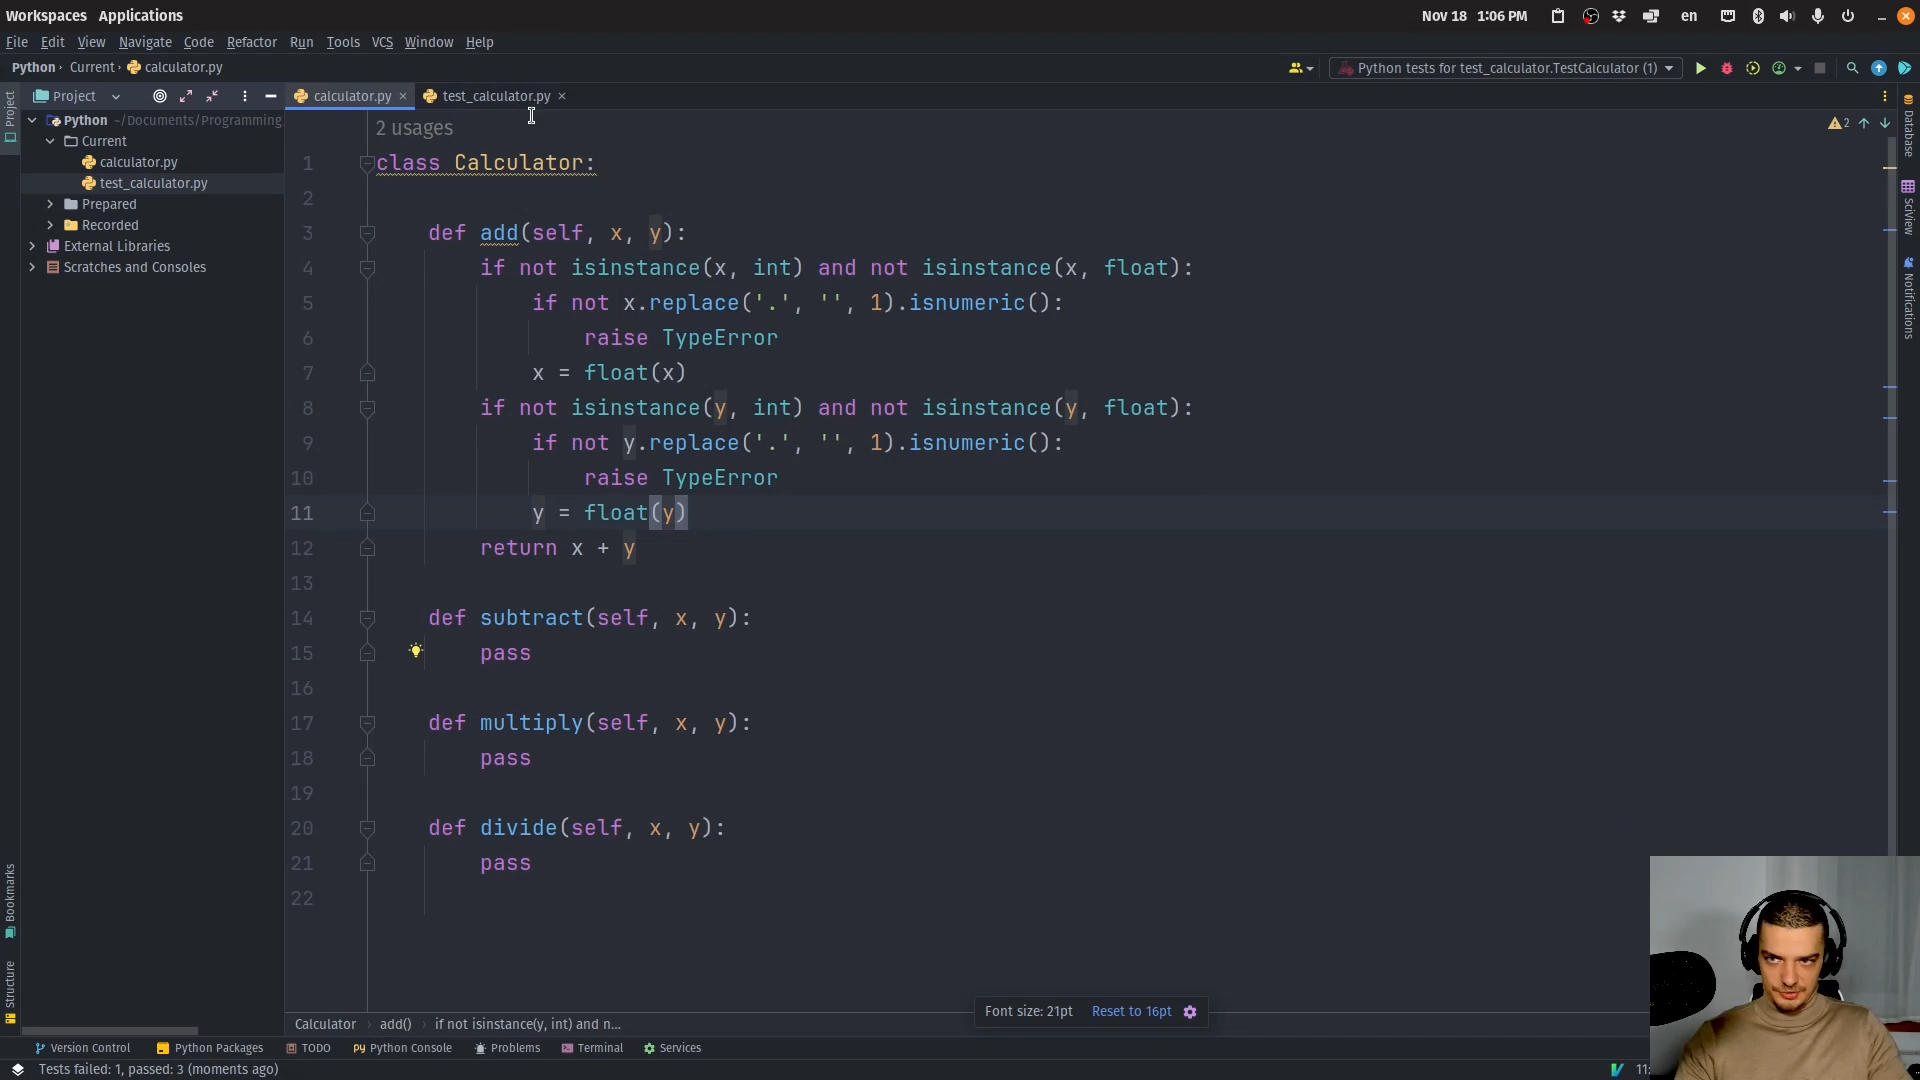 Workspaces Applications Nov 18 1:06 PM en
File Edit View Navigate Code Refactor Run Tools VCS Window Help
Python Current calculator.py Python tests for test_calculator.TestCalculator (1)
Project Project calculator.py test_calculator.py
Python ~/Documents/Programming 2 usages 2
Database
Current
calculator.py 1 class Calculator:
test_calculator.py 2
SciView
Prepared
Recorded 3 def add(self, x, y):
External Libraries
Scratches and Consoles 4 if not isinstance(x, int) and not isinstance(x, float):
Notifications
5 if not x.replace('.', '', 1).isnumeric():
6 raise TypeError
7 x = float(x)
8 if not isinstance(y, int) and not isinstance(y, float):
9 if not y.replace('.', '', 1).isnumeric():
10 raise TypeError
11 y = float(y)
12 return x + y
13
14 def subtract(self, x, y):
15 pass
16
17 def multiply(self, x, y):
18 pass
19
20 def divide(self, x, y):
21 pass
22
Bookmarks
Structure
Font size: 21pt Reset to 16pt
Calculator add() if not isinstance(y, int) and n...
Version Control Python Packages TODO Python Console Problems Terminal Services
Tests failed: 1, passed: 3 (moments ago) 11: